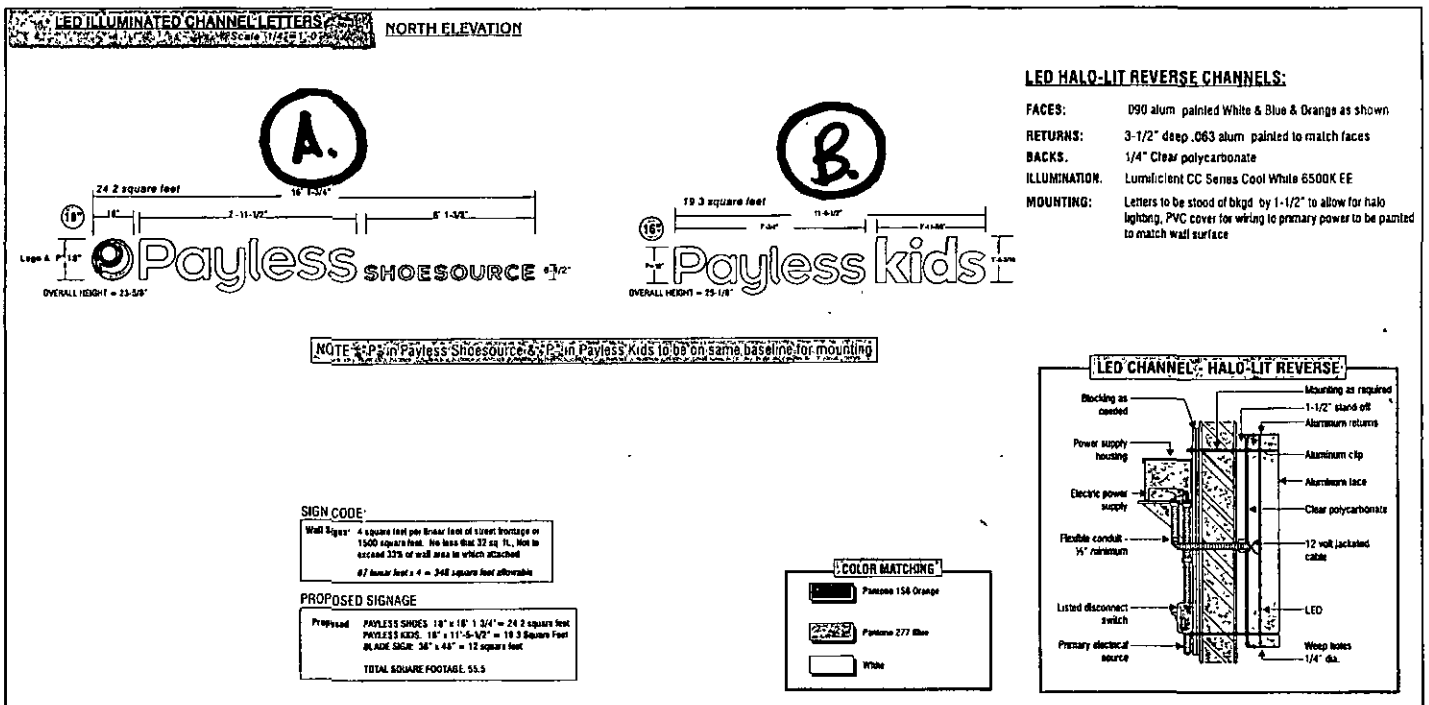 LED ILLUMINATED CHANNEL LETTERS
NORTH ELEVATION
A.
24 2 square feet
18"
18"
Logo & P 18"
Payless SHOESOURCE
OVERALL HEIGHT = 23-5/8"
B.
19 3 square feet
11-5-1/2"
16"
Payless kids
OVERALL HEIGHT = 25-1/8"
LED HALO-LIT REVERSE CHANNELS:
FACES: 090 alum painted White & Blue & Orange as shown
RETURNS: 3-1/2" deep .063 alum painted to match faces
BACKS. 1/4" Clear polycarbonate
ILLUMINATION. Lumificient CC Series Cool White 6500K EE
MOUNTING: Letters to be stood of bkgd by 1-1/2" to allow for halo
lighting, PVC cover for wiring to primary power to be painted
to match wall surface
NOTE "P" in Payless Shoesource & "P" in Payless Kids to be on same baseline for mounting
SIGN CODE:
Wall Signs: 4 square feet per linear feet of street frontage or
1500 square feet. No less that 32 sq ft., Not to
exceed 33% of wall area in which attached
87 linear feet x 4 = 348 square feet allowable
PROPOSED SIGNAGE
Proposed PAYLESS SHOES 18" x 16' 1 3/4" = 24 2 square feet
PAYLESS KIDS. 18" x 11'-5-1/2" = 19 3 Square Feet
BLADE SIGN: 36" x 48" = 12 square feet
TOTAL SQUARE FOOTAGE. 55.5
COLOR MATCHING
Pantone 158 Orange
Pantone 277 Blue
White
LED CHANNEL - HALO-LIT REVERSE
Blocking as
needed
Power supply
housing
Electric power
supply
Flexible conduit
½" minimum
Listed disconnect
switch
Primary electrical
source
Mounting as required
1-1/2" stand off
Aluminum returns
Aluminum clip
Aluminum face
Clear polycarbonate
12 volt jacketed
cable
LED
Weep holes
1/4" dia.